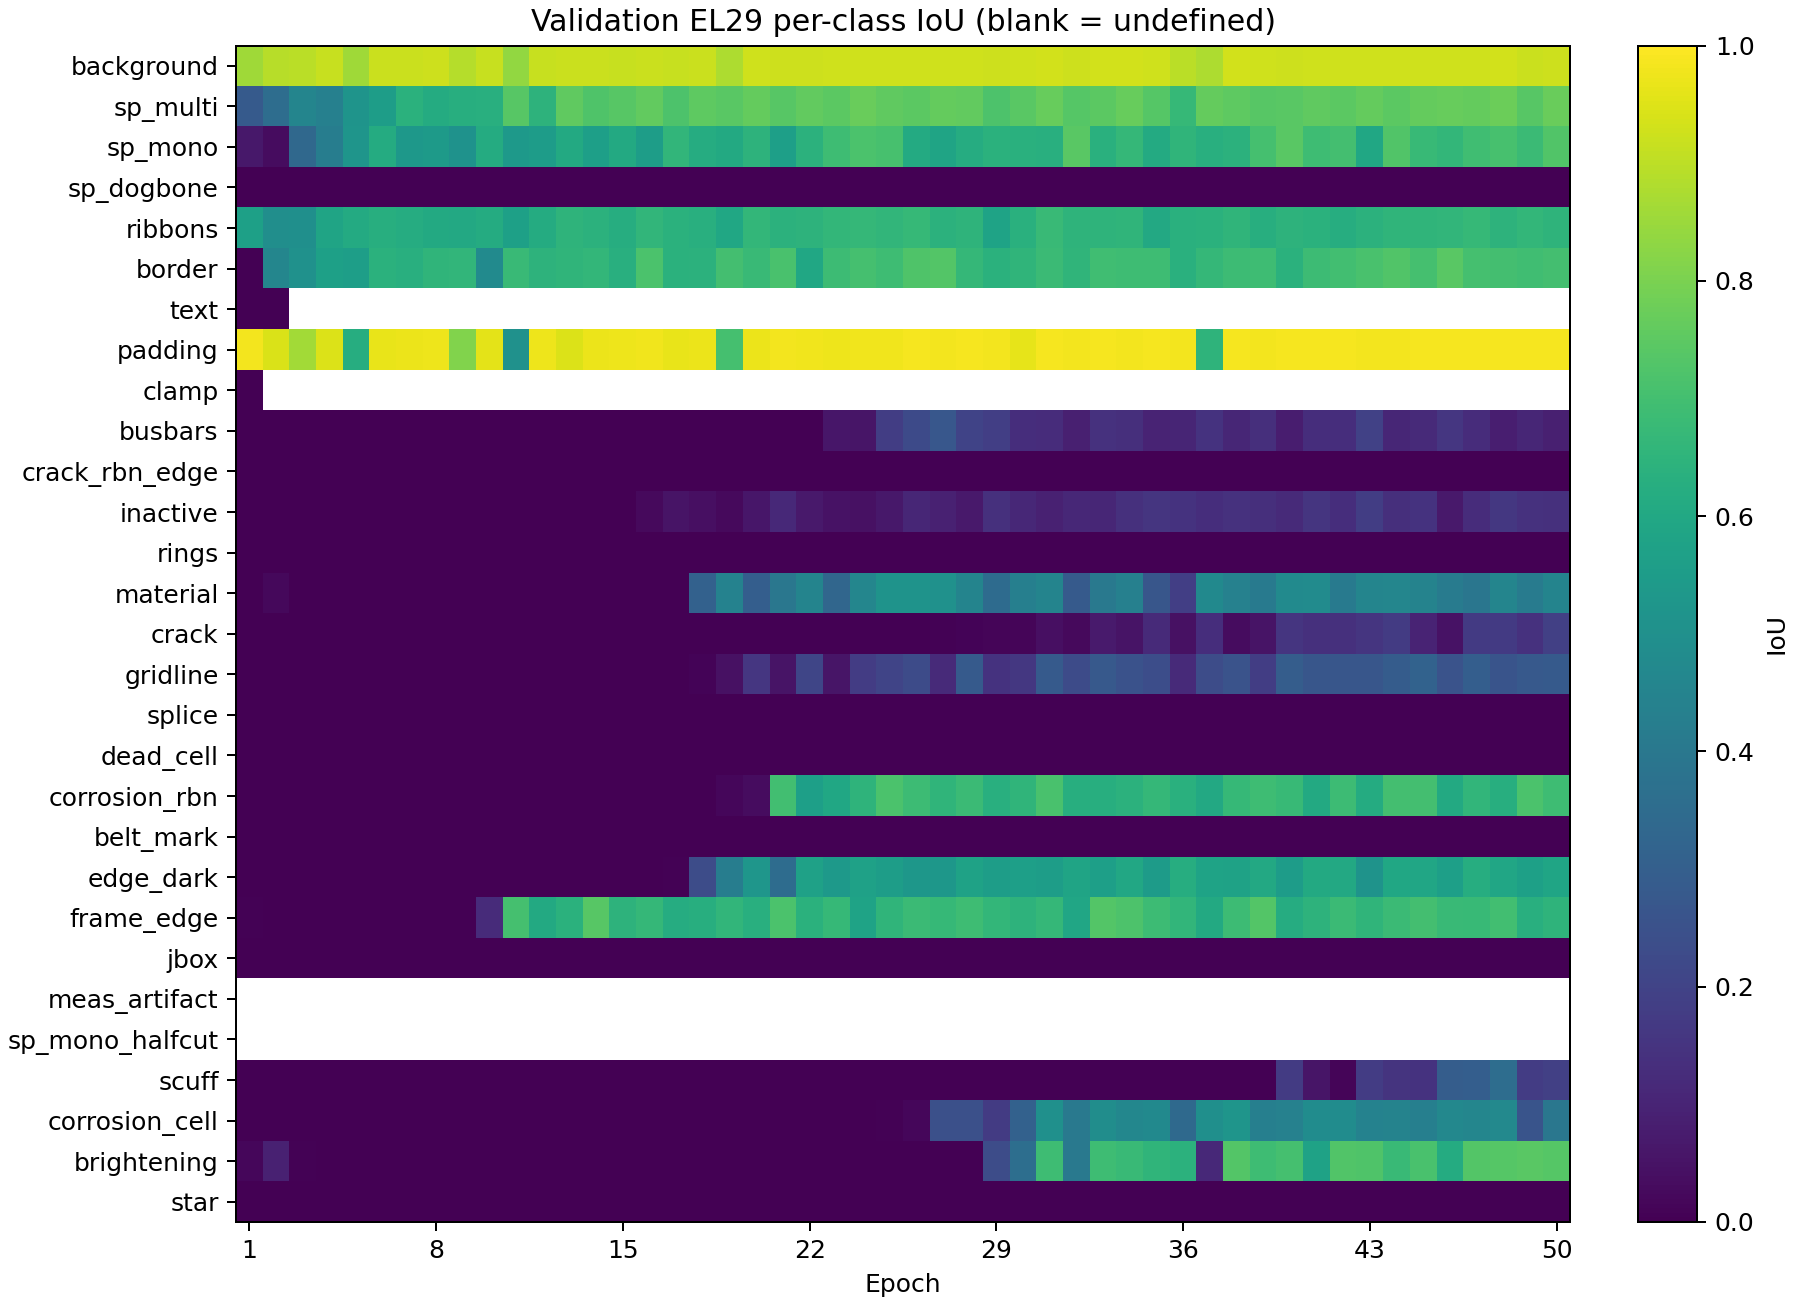 Validation EL29 per-class IoU (blank = undefined)
background
sp_multi
sp_mono
sp_dogbone
ribbons
border
text
padding
clamp
busbars
crack_rbn_edge
inactive
rings
material
crack
gridline
splice
dead_cell
corrosion_rbn
belt_mark
edge_dark
frame_edge
jbox
meas_artifact
sp_mono_halfcut
scuff
corrosion_cell
brightening
star
1 8 15 22 29 36 43 50
Epoch
1.0
0.8
0.6
0.4
0.2
0.0
IoU